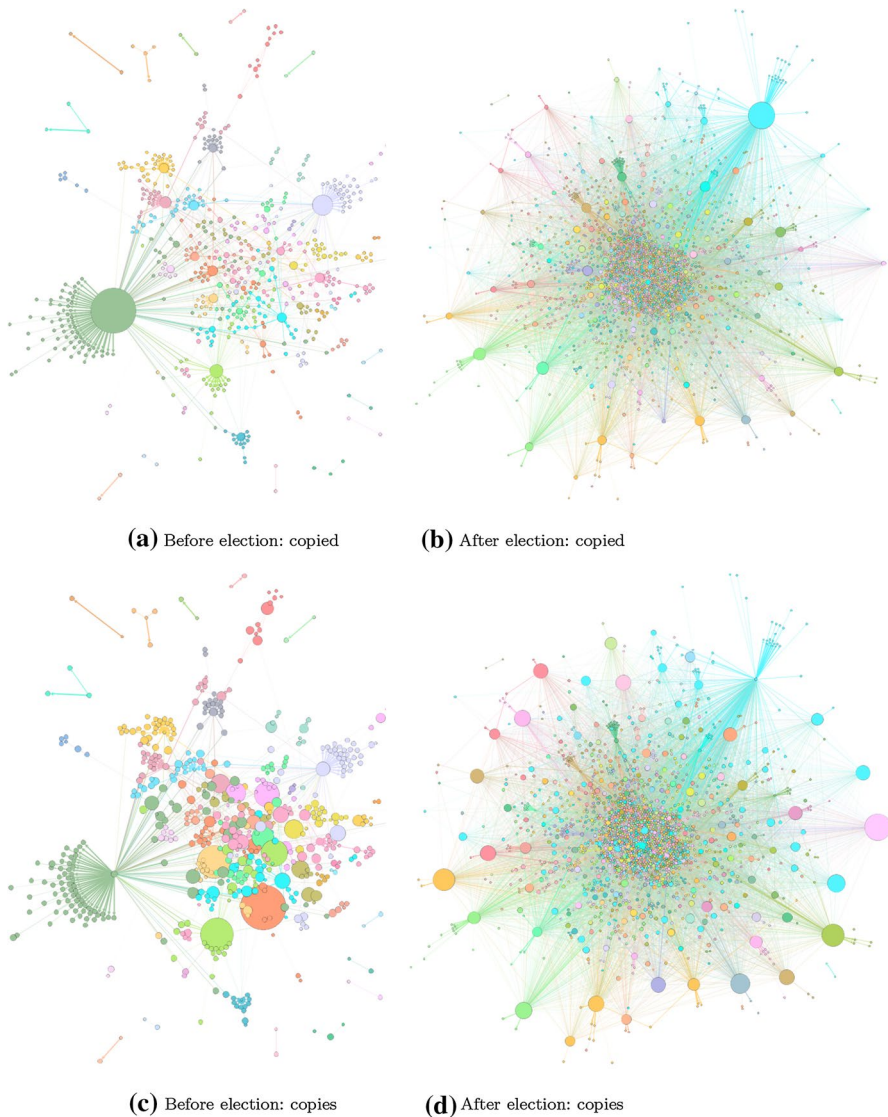 (a) Before election: copied
(b) After election: copied
(c) Before election: copies
(d) After election: copies